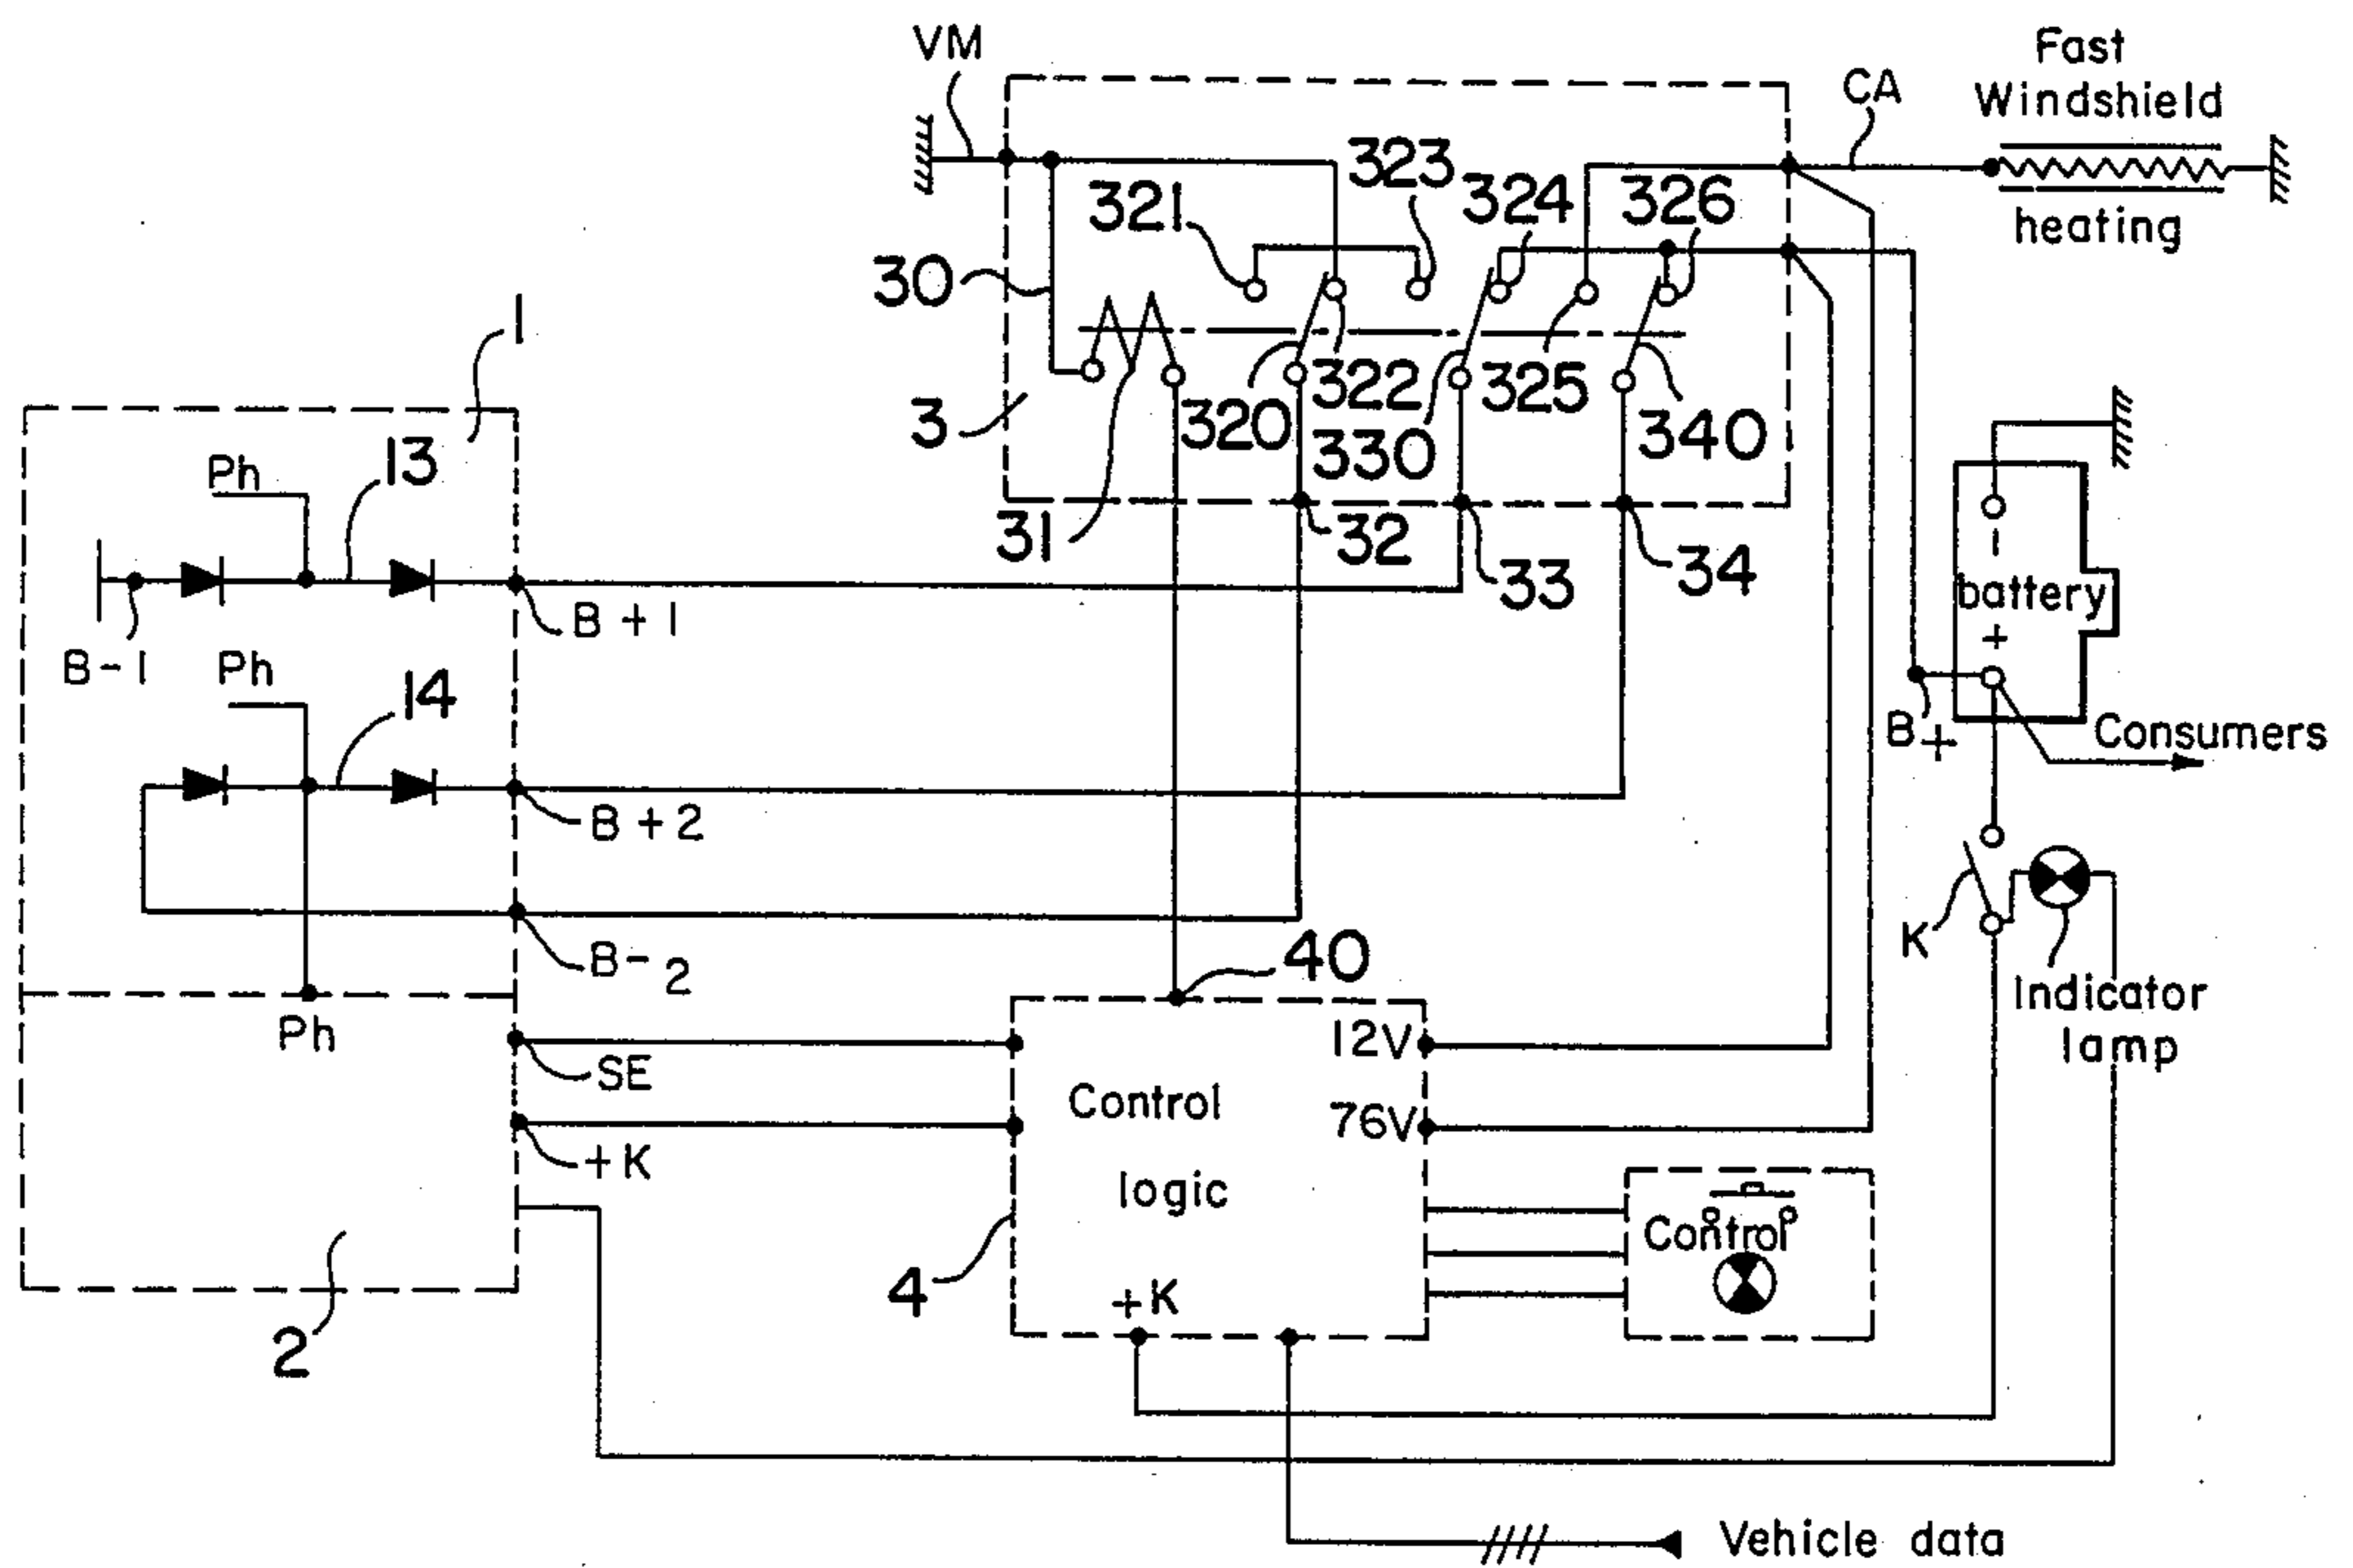 VM
Fast
Windshield
heating
CA
323
324
326
321
30
322
325
320
330
340
3
31
32
33
34
1
13
Ph
B-1
B+1
Ph
14
B+2
B-2
Ph
SE
+K
2
40
12V
76V
Control
logic
4
+K
Control
-
battery
+
B+
Consumers
K
Indicator
lamp
Vehicle data